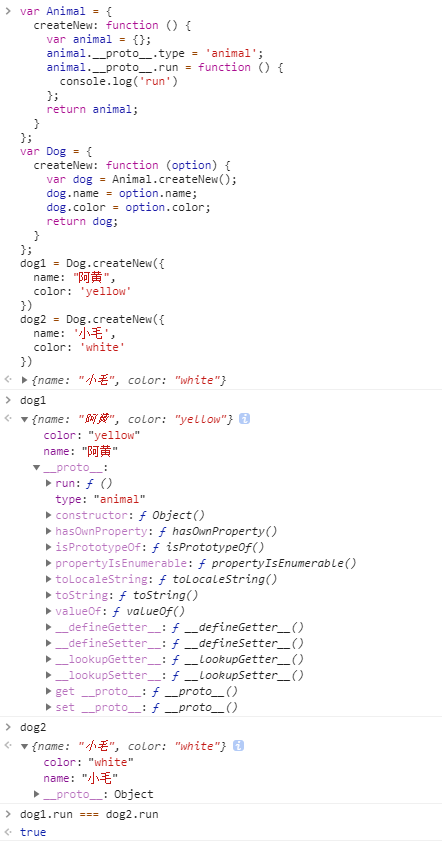 var Animal = {
createNew: function () {
var animal = {};
animal.__proto__.type = 'animal';
animal.__proto__.run = function () {
console.log('run')
};
return animal;
}
};
var Dog = {
createNew: function (option) {
var dog = Animal.createNew();
dog.name = option.name;
dog.color = option.color;
return dog;
}
};
dog1 = Dog.createNew({
name: "阿黄",
color: 'yellow'
})
dog2 = Dog.createNew({
name: '小毛',
color: 'white'
})
{name: "小毛", color: "white"}
dog1
{name: "阿黄", color: "yellow"}
color: "yellow"
name: "阿黄"
__proto__:
run: ƒ ()
type: "animal"
constructor: ƒ Object()
hasOwnProperty: ƒ hasOwnProperty()
isPrototypeOf: ƒ isPrototypeOf()
propertyIsEnumerable: ƒ propertyIsEnumerable()
toLocaleString: ƒ toLocaleString()
toString: ƒ toString()
valueOf: ƒ valueOf()
__defineGetter__: ƒ __defineGetter__()
__defineSetter__: ƒ __defineSetter__()
__lookupGetter__: ƒ __lookupGetter__()
__lookupSetter__: ƒ __lookupSetter__()
get __proto__: ƒ __proto__()
set __proto__: ƒ __proto__()
dog2
{name: "小毛", color: "white"}
color: "white"
name: "小毛"
__proto__: Object
dog1.run === dog2.run
true